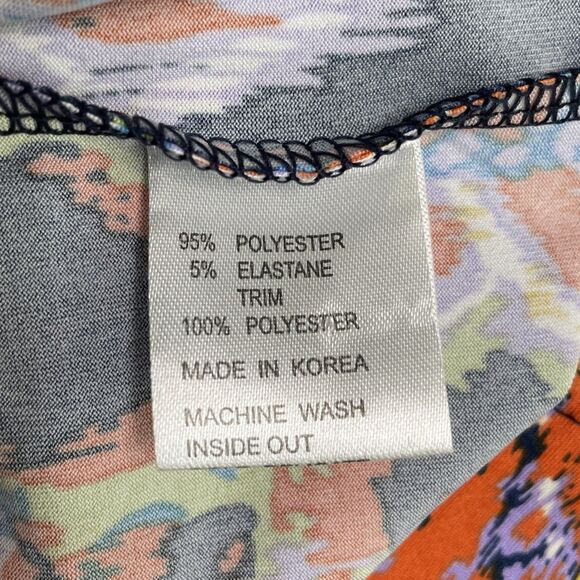 95% POLYESTER
5% ELASTANE
TRIM
100% POLYESTER
MADE IN KOREA
MACHINE WASH
INSIDE OUT